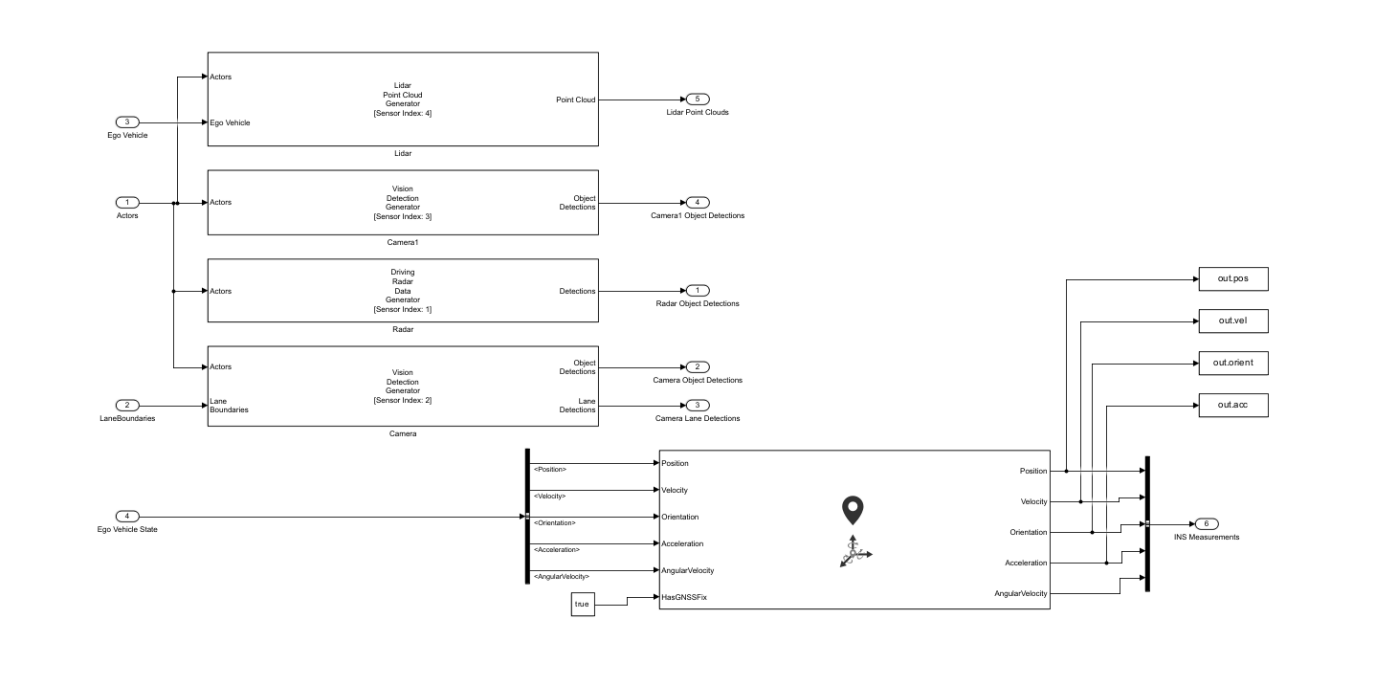 Actors
Lidar
Point Cloud
Generator
[Sensor Index: 4]
Point Cloud
5
Lidar Point Clouds
3
Ego Vehicle
Ego Vehicle
Lidar
1
Actors
Actors
Vision
Detection
Generator
[Sensor Index: 3]
Object
Detections
4
Camera1 Object Detections
Camera1
Actors
Driving
Radar
Data
Generator
[Sensor Index: 1]
Detections
1
Radar Object Detections
Radar
Actors
Vision
Detection
Generator
[Sensor Index: 2]
Object
Detections
2
Camera Object Detections
2
LaneBoundaries
Lane
Boundaries
Lane
Detections
3
Camera Lane Detections
Camera
out.pos
out.vel
out.orient
out.acc
4
Ego Vehicle State
<Position>
<Velocity>
<Orientation>
<Acceleration>
<AngularVelocity>
true
Position
Velocity
Orientation
Acceleration
AngularVelocity
HasGNSSFix
Position
Velocity
Orientation
Acceleration
AngularVelocity
6
INS Measurements